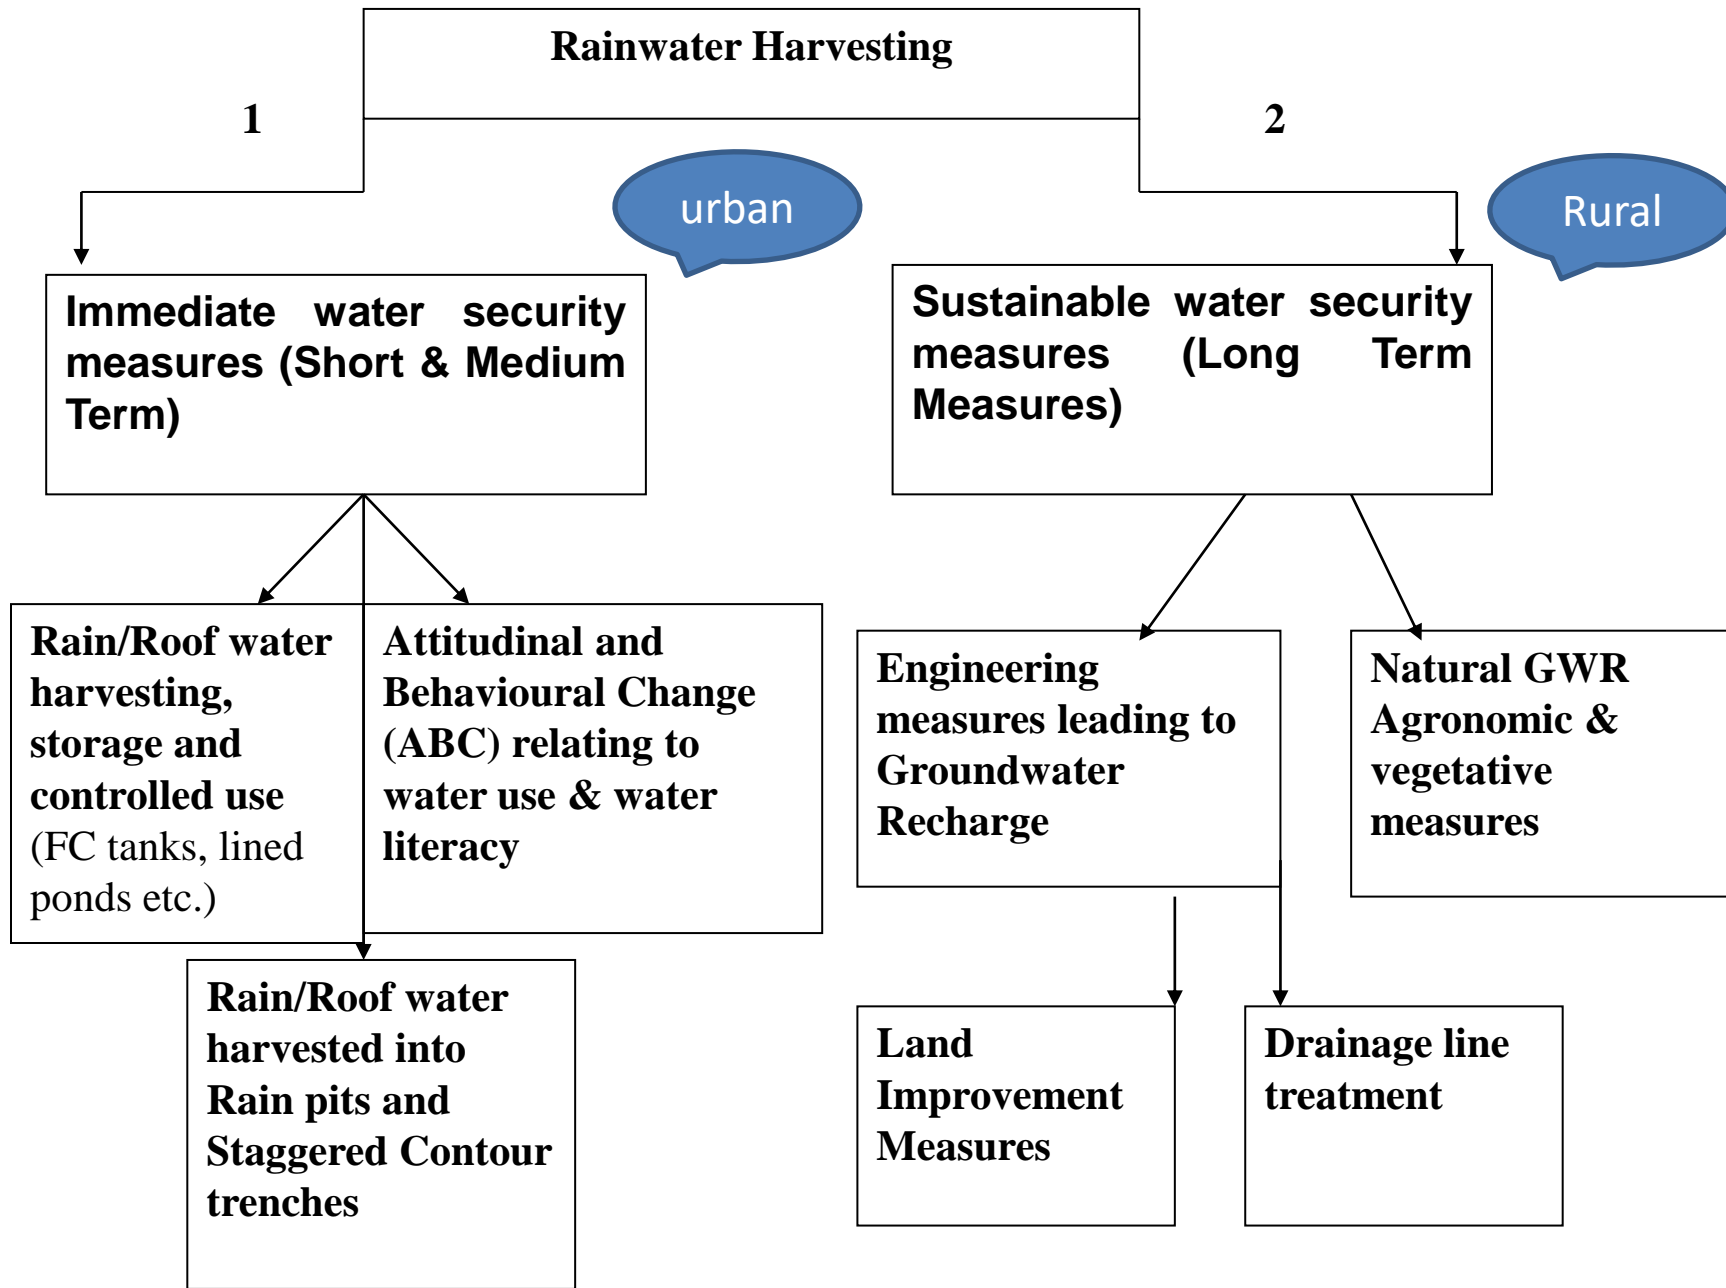 Rainwater Harvesting
1
2
urban
Rural
Immediate water security
measures (Short & Medium
Term)
Sustainable water security
measures (Long Term
Measures)
Rain/Roof water
harvesting,
storage and
controlled use
(FC tanks, lined
ponds etc.)
Attitudinal and
Behavioural Change
(ABC) relating to
water use & water
literacy
Engineering
measures leading to
Groundwater
Recharge
Natural GWR
Agronomic &
vegetative
measures
Rain/Roof water
harvested into
Rain pits and
Staggered Contour
trenches
Land
Improvement
Measures
Drainage line
treatment